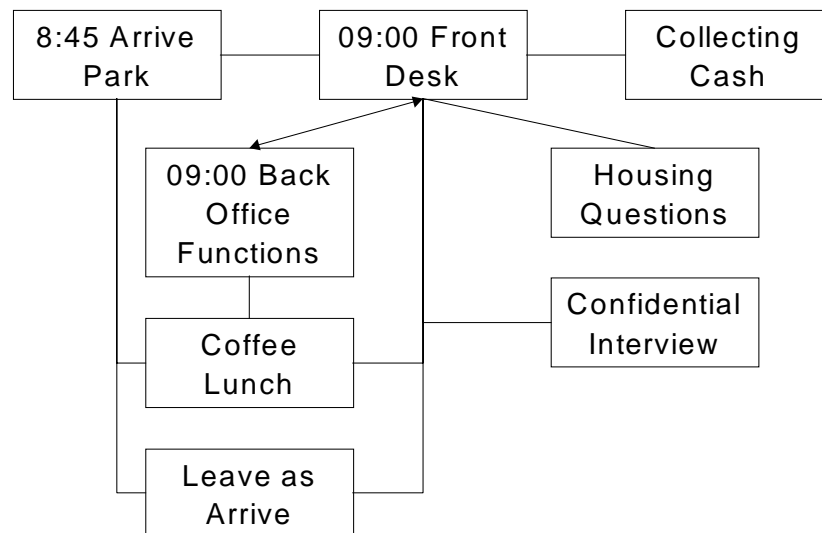 8:45 Arrive
Park
09:00 Front
Desk
Collecting
Cash
09:00 Back
Office
Functions
Housing
Questions
Confidential
Interview
Coffee
Lunch
Leave as
Arrive